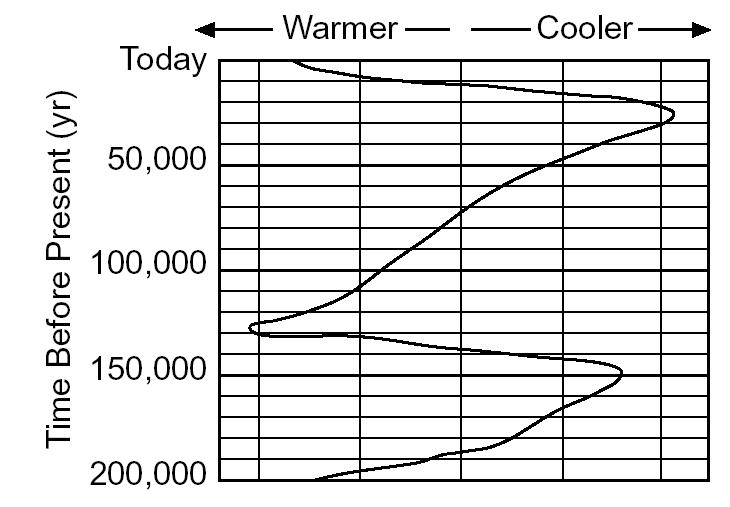 Warmer Cooler
Today
50,000
100,000
150,000
200,000
Time Before Present (yr)